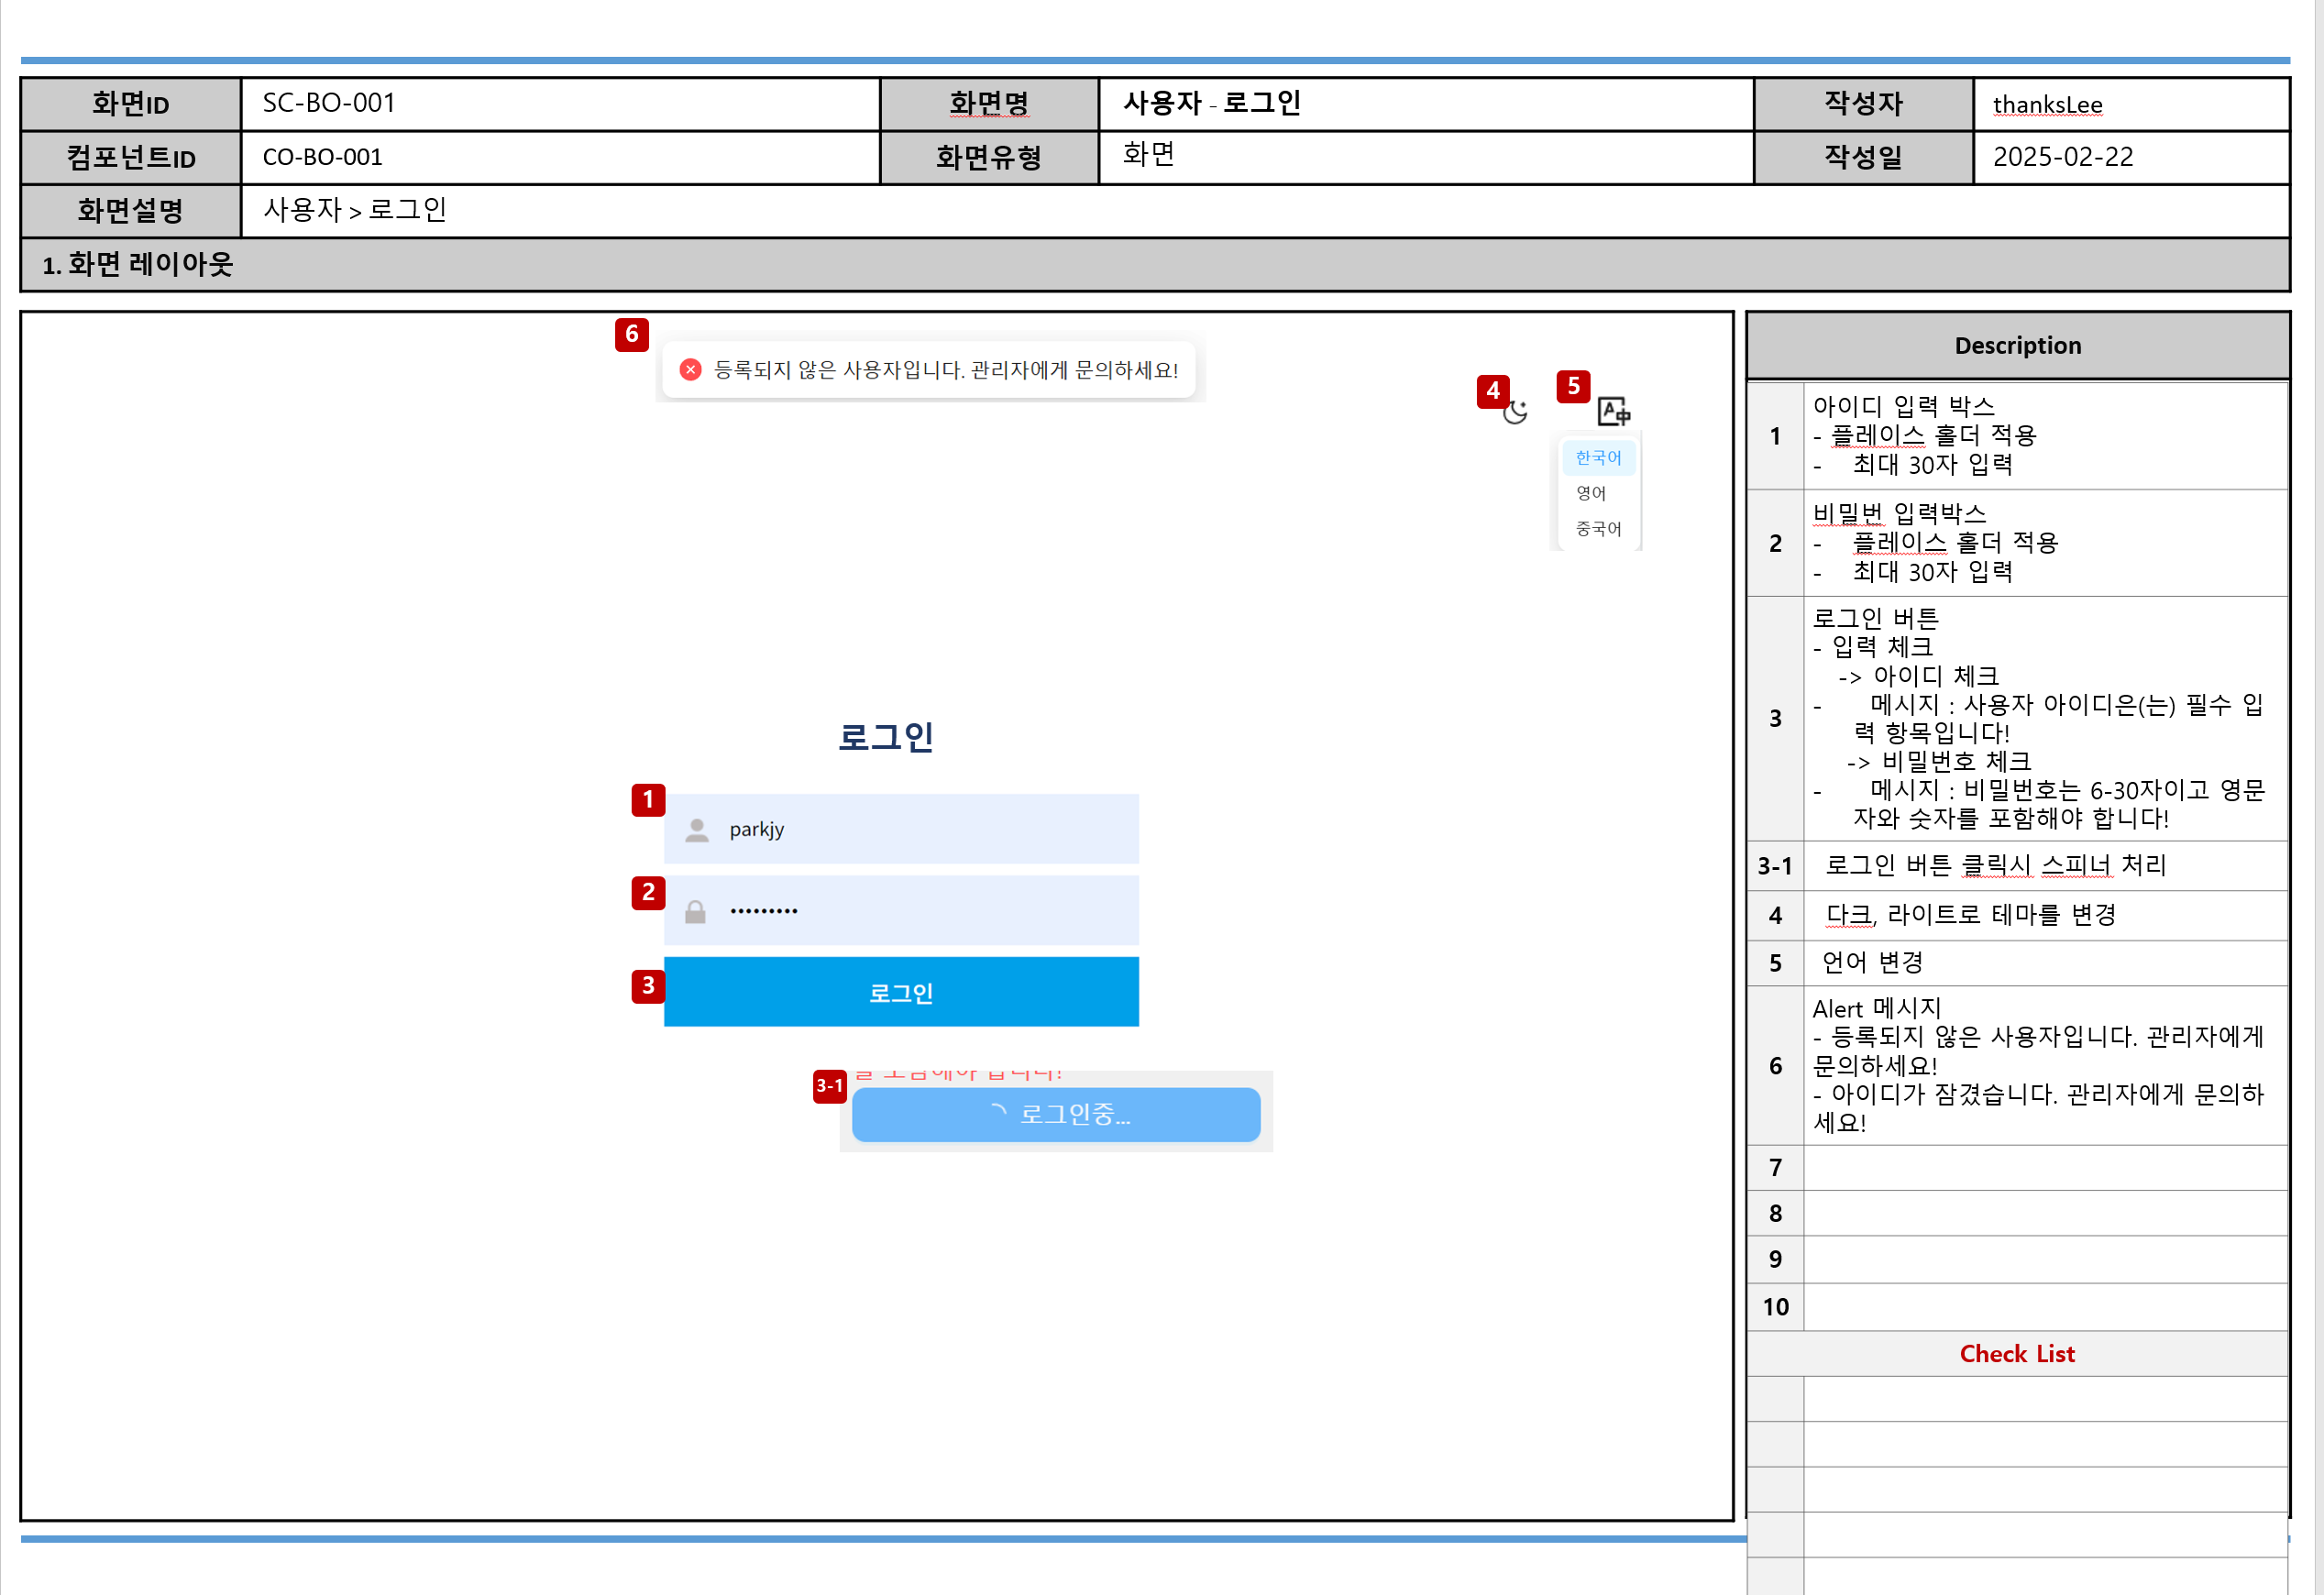 화면ID SC-BO-001 화면명 사용자 - 로그인 작성자 thanksLee
컴포넌트ID CO-BO-001 화면유형 화면 작성일 2025-02-22
화면설명 사용자 > 로그인
1. 화면 레이아웃
6
등록되지 않은 사용자입니다. 관리자에게 문의하세요!
4
5
한국어
영어
중국어
로그인
1
parkjy
2
•••••••••
3
로그인
3-1
로그인중...
Description
1
아이디 입력 박스
- 플레이스 홀더 적용
- 최대 30자 입력
2
비밀번 입력박스
- 플레이스 홀더 적용
- 최대 30자 입력
3
로그인 버튼
- 입력 체크
-> 아이디 체크
- 메시지 : 사용자 아이디은(는) 필수 입
력 항목입니다!
-> 비밀번호 체크
- 메시지 : 비밀번호는 6-30자이고 영문
자와 숫자를 포함해야 합니다!
3-1 로그인 버튼 클릭시 스피너 처리
4 다크, 라이트로 테마를 변경
5 언어 변경
6
Alert 메시지
- 등록되지 않은 사용자입니다. 관리자에게
문의하세요!
- 아이디가 잠겼습니다. 관리자에게 문의하
세요!
7
8
9
10
Check List